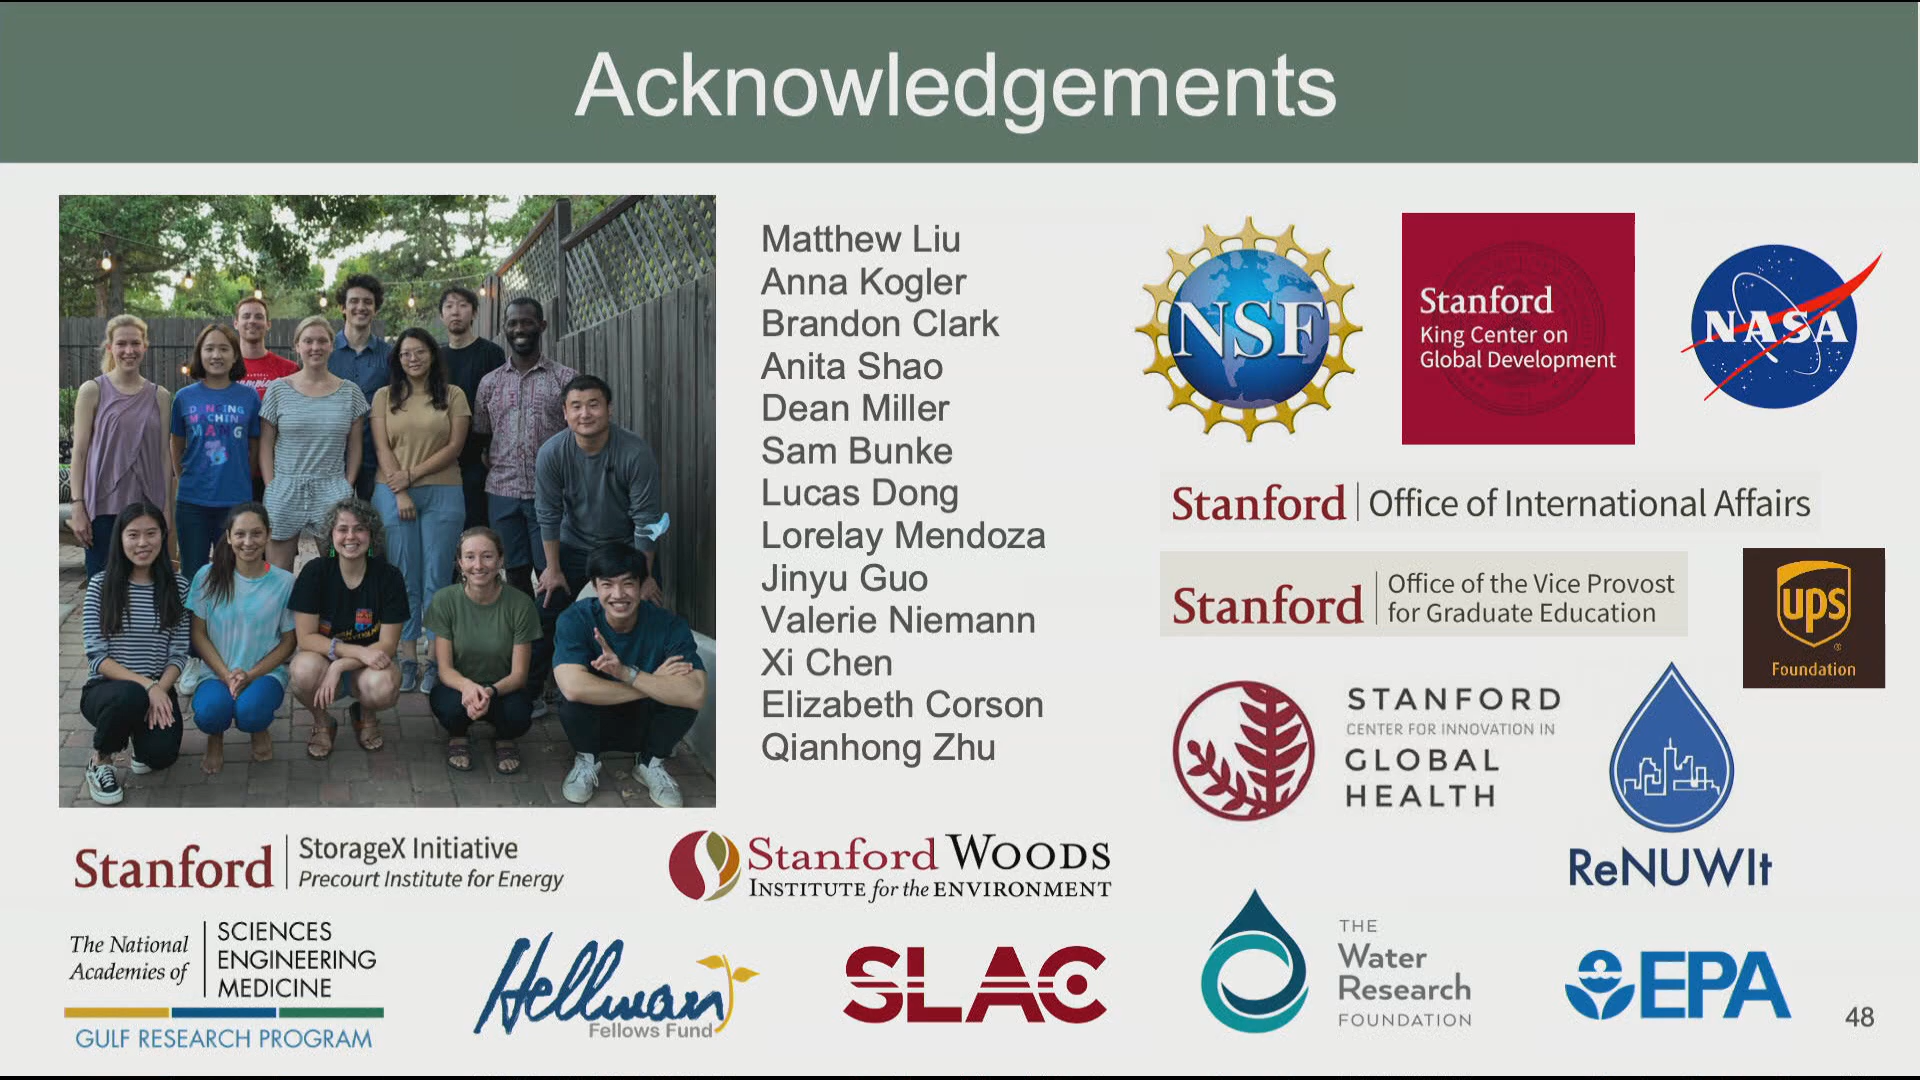 Acknowledgements
Matthew Liu
Anna Kogler
Brandon Clark
Anita Shao
Dean Miller
Sam Bunke
Lucas Dong
Lorelay Mendoza
Jinyu Guo
Valerie Niemann
Xi Chen
Elizabeth Corson
Qianhong Zhu
NSF
Stanford
King Center on
Global Development
NASA
Stanford | Office of International Affairs
Stanford | Office of the Vice Provost
for Graduate Education
ups
Foundation
STANFORD
CENTER FOR INNOVATION IN
GLOBAL
HEALTH
ReNUWIt
Stanford | StorageX Initiative
Precourt Institute for Energy
Stanford WOODS
INSTITUTE for the ENVIRONMENT
The National
Academies of
SCIENCES
ENGINEERING
MEDICINE
GULF RESEARCH PROGRAM
Hellman
Fellows Fund
SLAC
THE
Water
Research
FOUNDATION
EPA
48